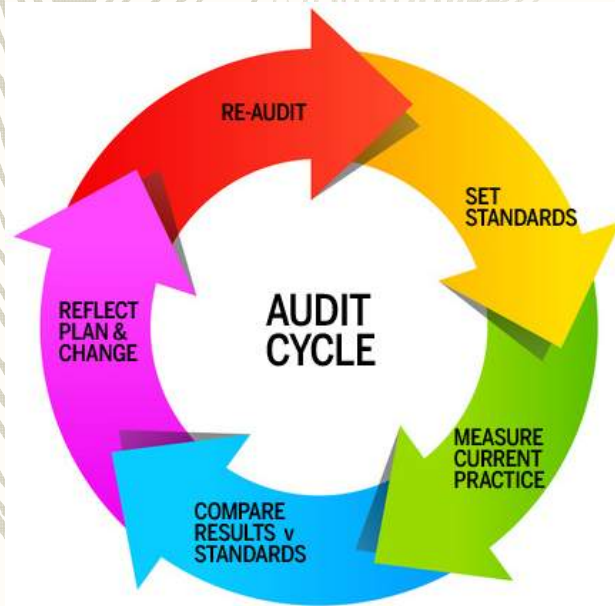 RE-AUDIT
SET
STANDARDS
AUDIT
CYCLE
REFLECT
PLAN &
CHANGE
MEASURE
CURRENT
PRACTICE
COMPARE
RESULTS v
STANDARDS